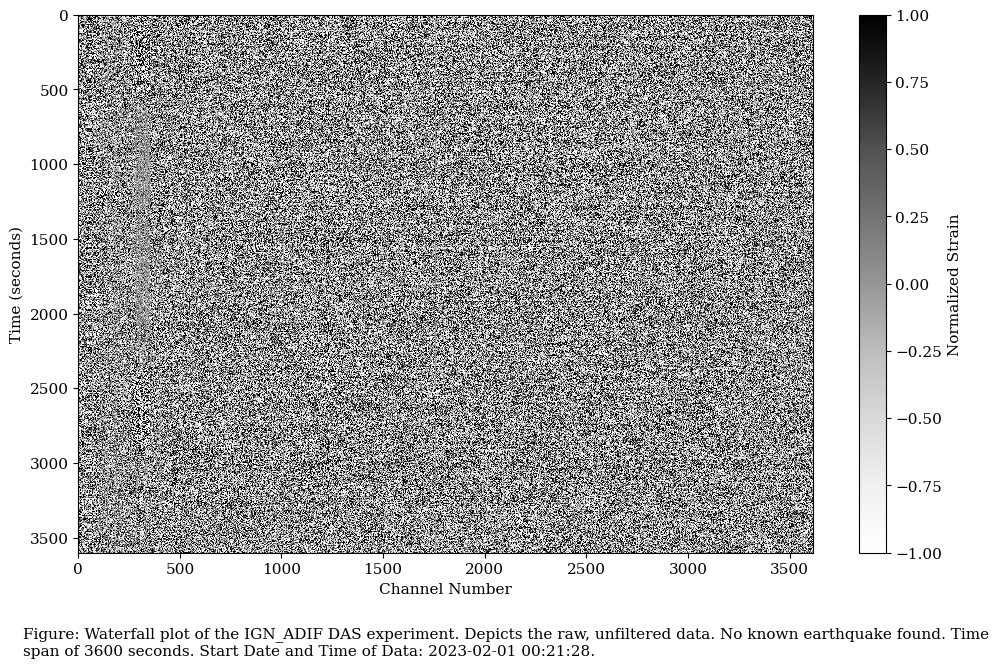 0
500
1000
1500
2000
2500
3000
3500
Time (seconds)
0 500 1000 1500 2000 2500 3000 3500
Channel Number
1.00
0.75
0.50
0.25
0.00
−0.25
−0.50
−0.75
−1.00
Normalized Strain
Figure: Waterfall plot of the IGN_ADIF DAS experiment. Depicts the raw, unfiltered data. No known earthquake found. Time
span of 3600 seconds. Start Date and Time of Data: 2023-02-01 00:21:28.